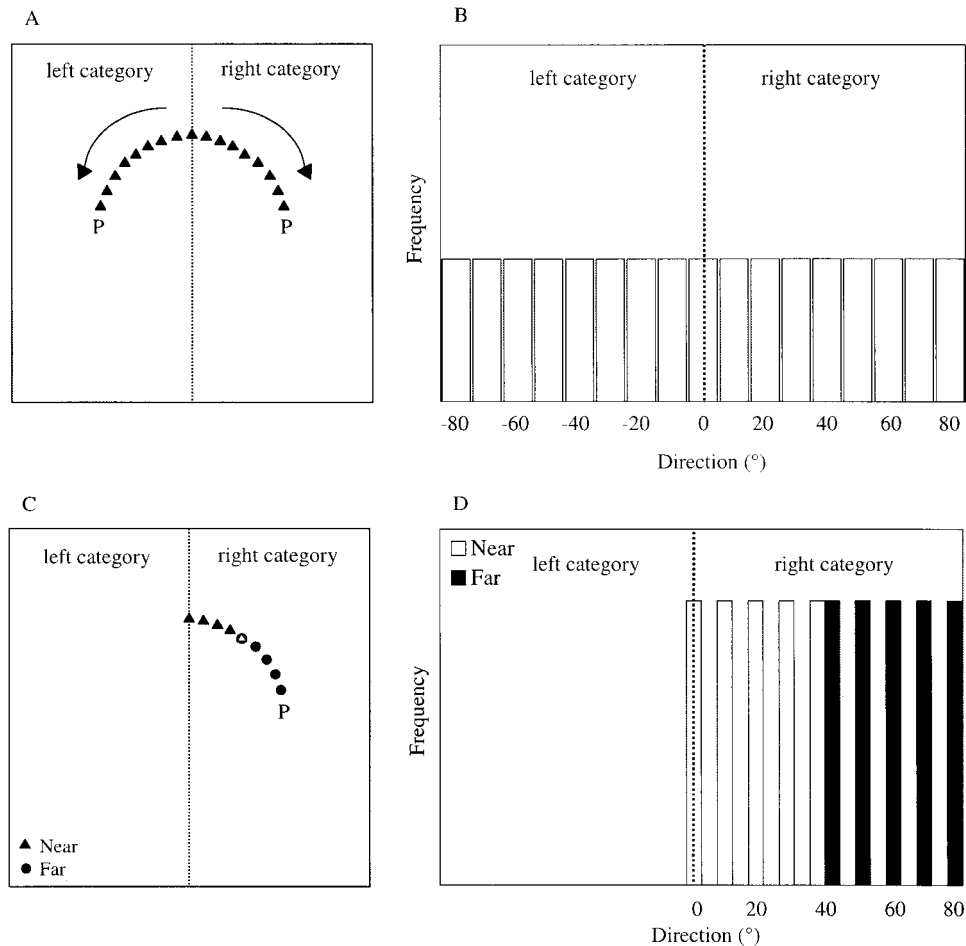 A
left category right category
P P
B
left category right category
Frequency
-80 -60 -40 -20 0 20 40 60 80
Direction (°)
C
left category right category
P
Near
Far
D
Near
Far
left category right category
Frequency
0 20 40 60 80
Direction (°)